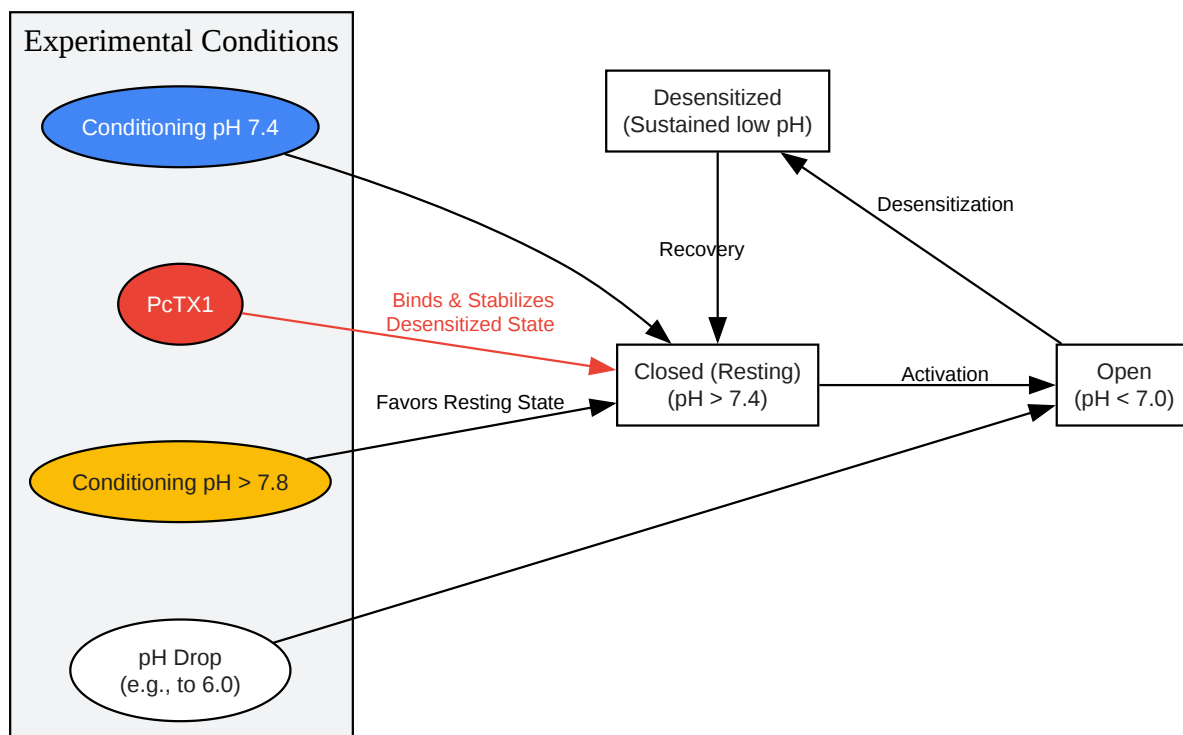 Experimental Conditions
Conditioning pH 7.4
PcTX1
Conditioning pH > 7.8
pH Drop
(e.g., to 6.0)
Binds & Stabilizes
Desensitized State
Favors Resting State
Desensitized
(Sustained low pH)
Recovery
Desensitization
Closed (Resting)
(pH > 7.4)
Activation
Open
(pH < 7.0)